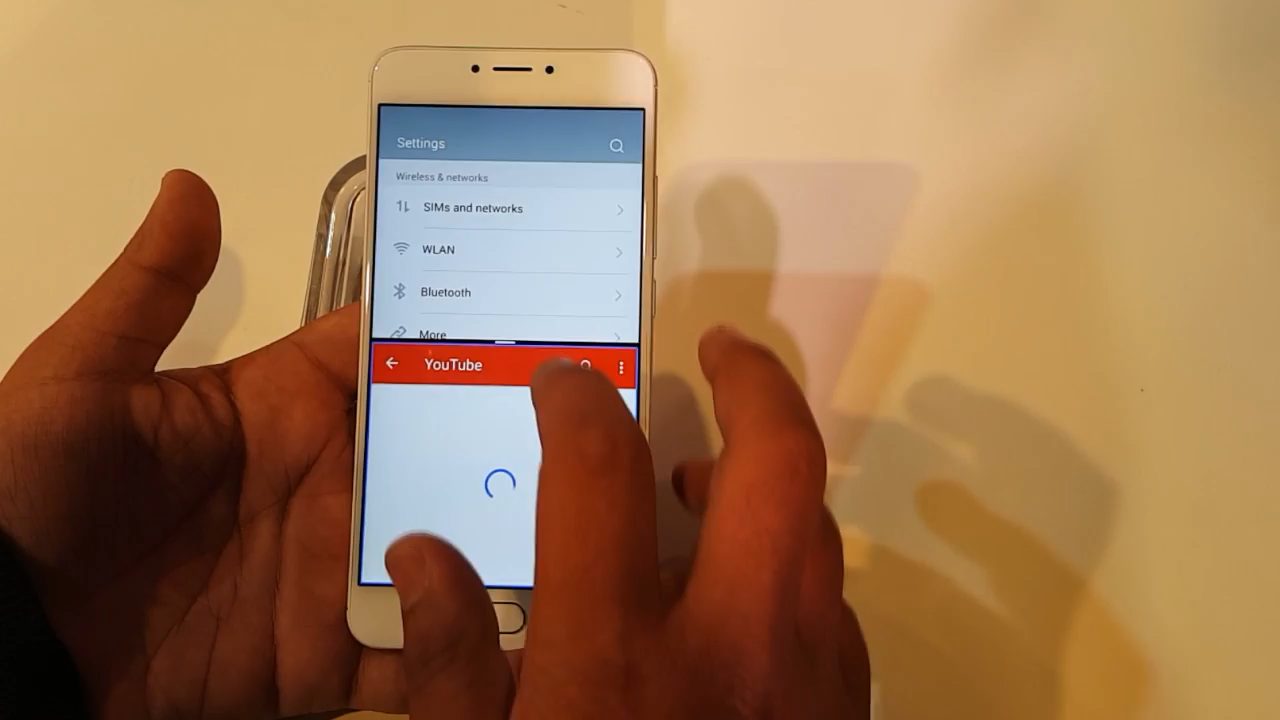 Settings
Wireless & networks
SIMs and networks
WLAN
Bluetooth
More
YouTube